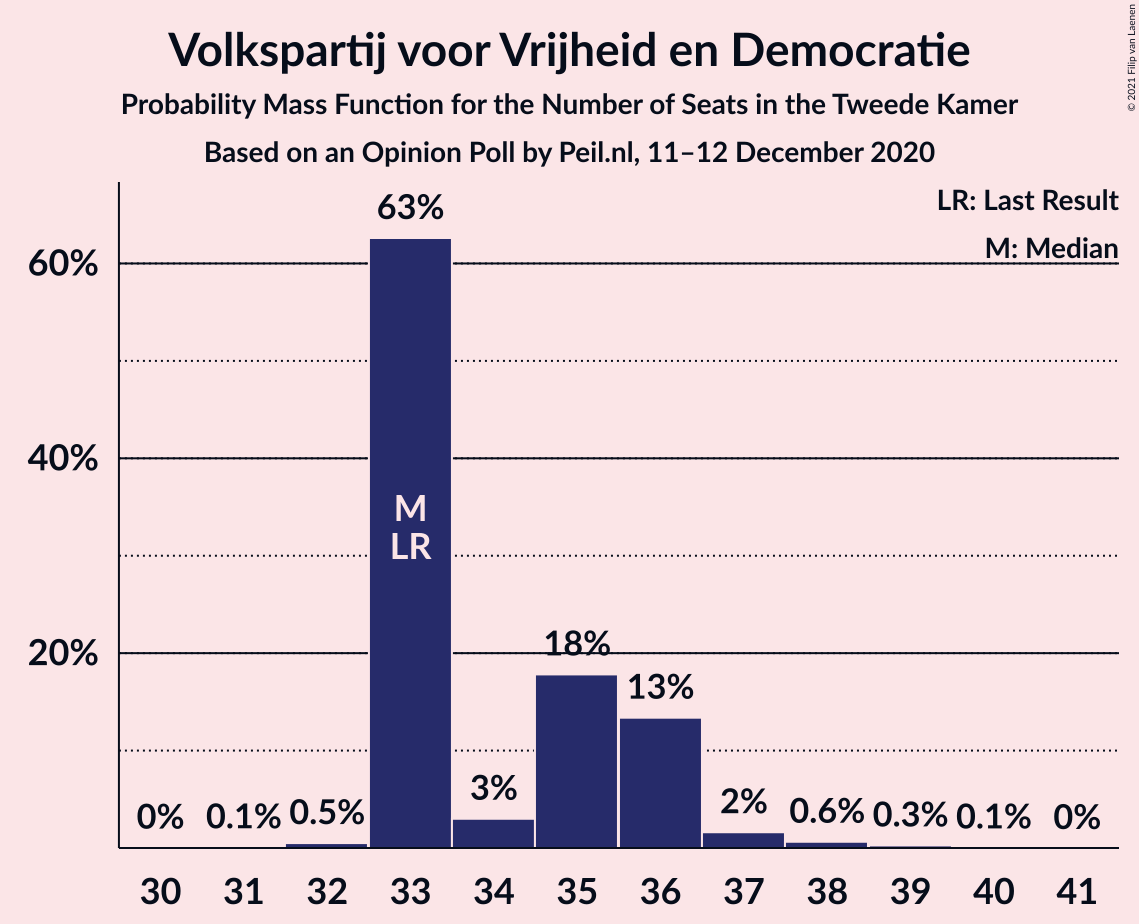 Volkspartij voor Vrijheid en Democratie
Probability Mass Function for the Number of Seats in the Tweede Kamer
Based on an Opinion Poll by Peil.nl, 11–12 December 2020
© 2021 Filip van Laenen
LR: Last Result
M: Median
60%
40%
20%
0%
0.1%
0.5%
63%
M
LR
3%
18%
13%
2%
0.6%
0.3%
0.1%
0%
30 31 32 33 34 35 36 37 38 39 40 41